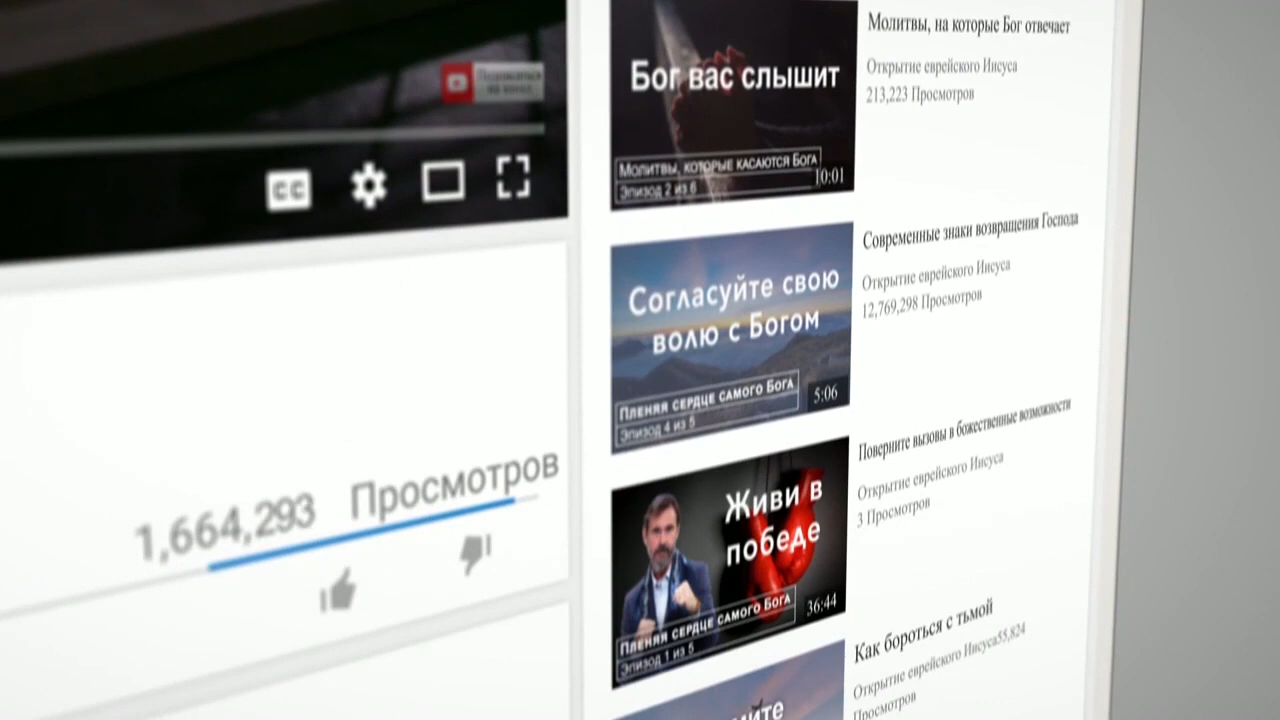 Подписаться
на канал
CC
1,664,293 Просмотров
Бог вас слышит
Молитвы, которые касаются Бога
Эпизод 2 из 6
10:01
Молитвы, на которые Бог отвечает
Открытие еврейского Иисуса
213,223 Просмотров
Согласуйте свою
волю с Богом
Пленяя сердце самого Бога
Эпизод 4 из 5
5:06
Современные знаки возвращения Господа
Открытие еврейского Иисуса
12,769,298 Просмотров
Живи в
победе
Пленяя сердце самого Бога
Эпизод 1 из 5
36:44
Поверните вызовы в божественные возможности
Открытие еврейского Иисуса
3 Просмотров
Как бороться с тьмой
Открытие еврейского Иисуса55,824
Просмотров